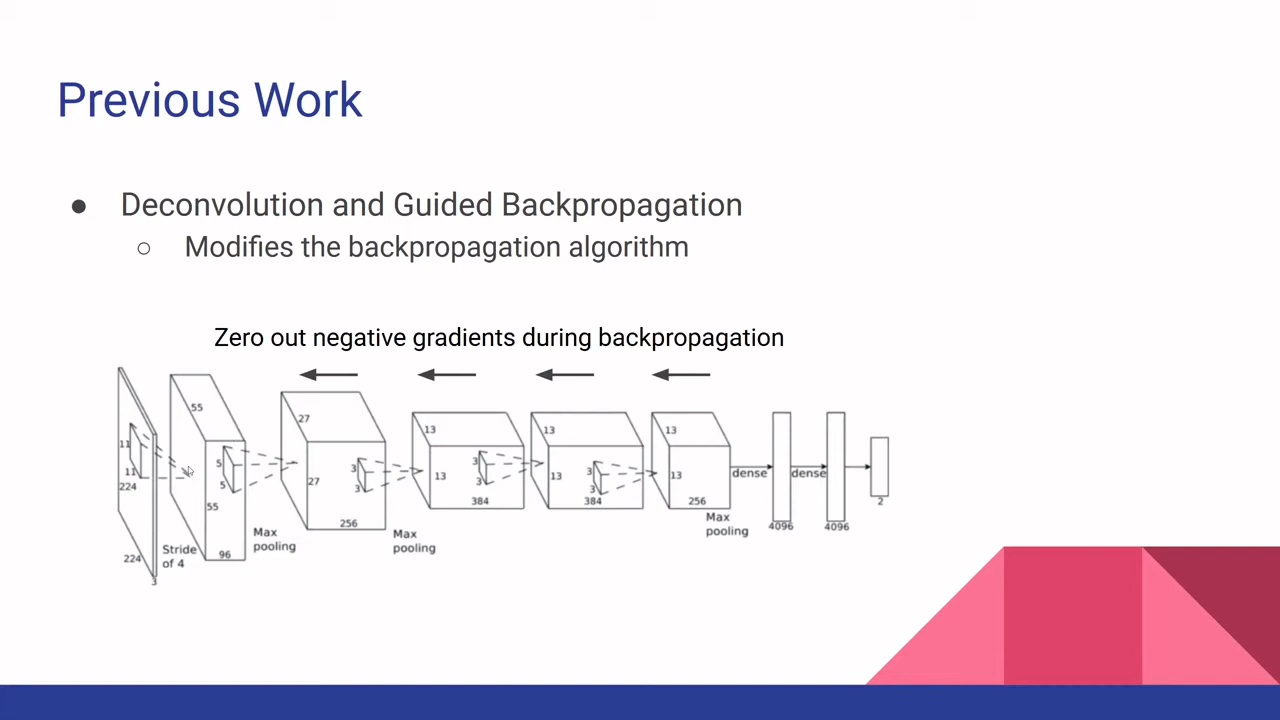 Previous Work
● Deconvolution and Guided Backpropagation
○ Modifies the backpropagation algorithm
Zero out negative gradients during backpropagation
11
11
224
224
3
Stride
of 4
55
55
96
5
5
Max
pooling
27
27
256
3
3
Max
pooling
13
13
384
3
3
13
13
384
3
3
13
13
256
Max
pooling
dense
4096
dense
4096
2